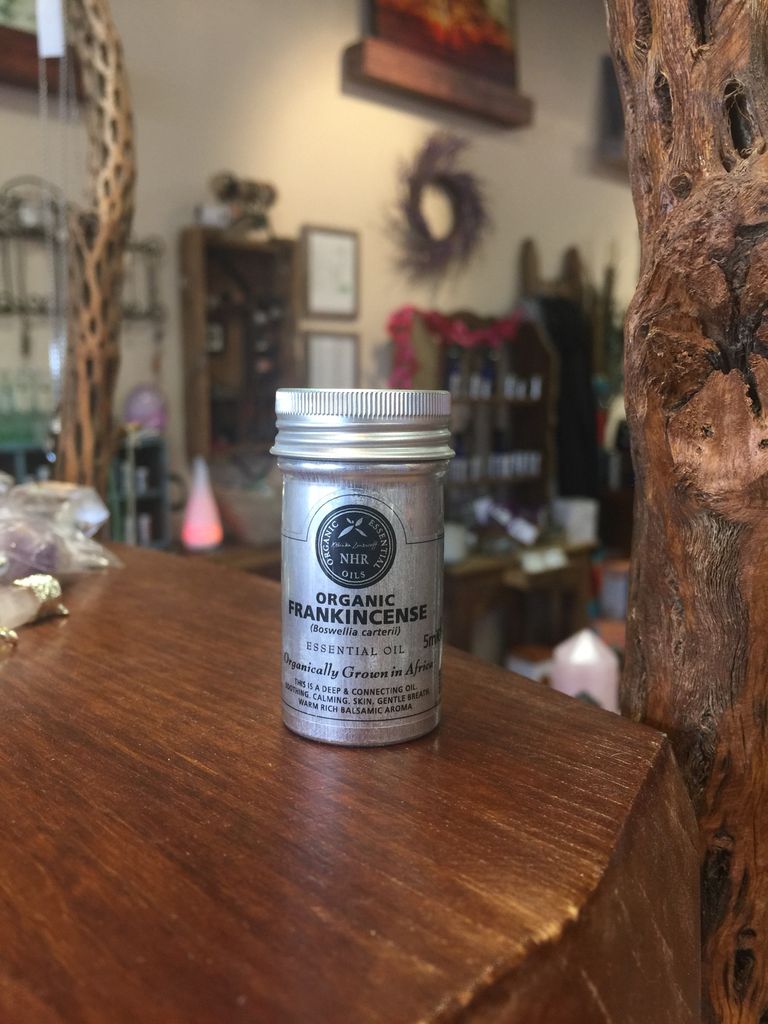 ORGANIC ESSENTIAL
NHR
OILS
ORGANIC
FRANKINCENSE
(Boswellia carterii)
ESSENTIAL OIL
5ml
Organically Grown in Africa
THIS IS A DEEP & CONNECTING OIL.
SOOTHING, CALMING, SKIN, GENTLE BREATH,
WARM RICH BALSAMIC AROMA